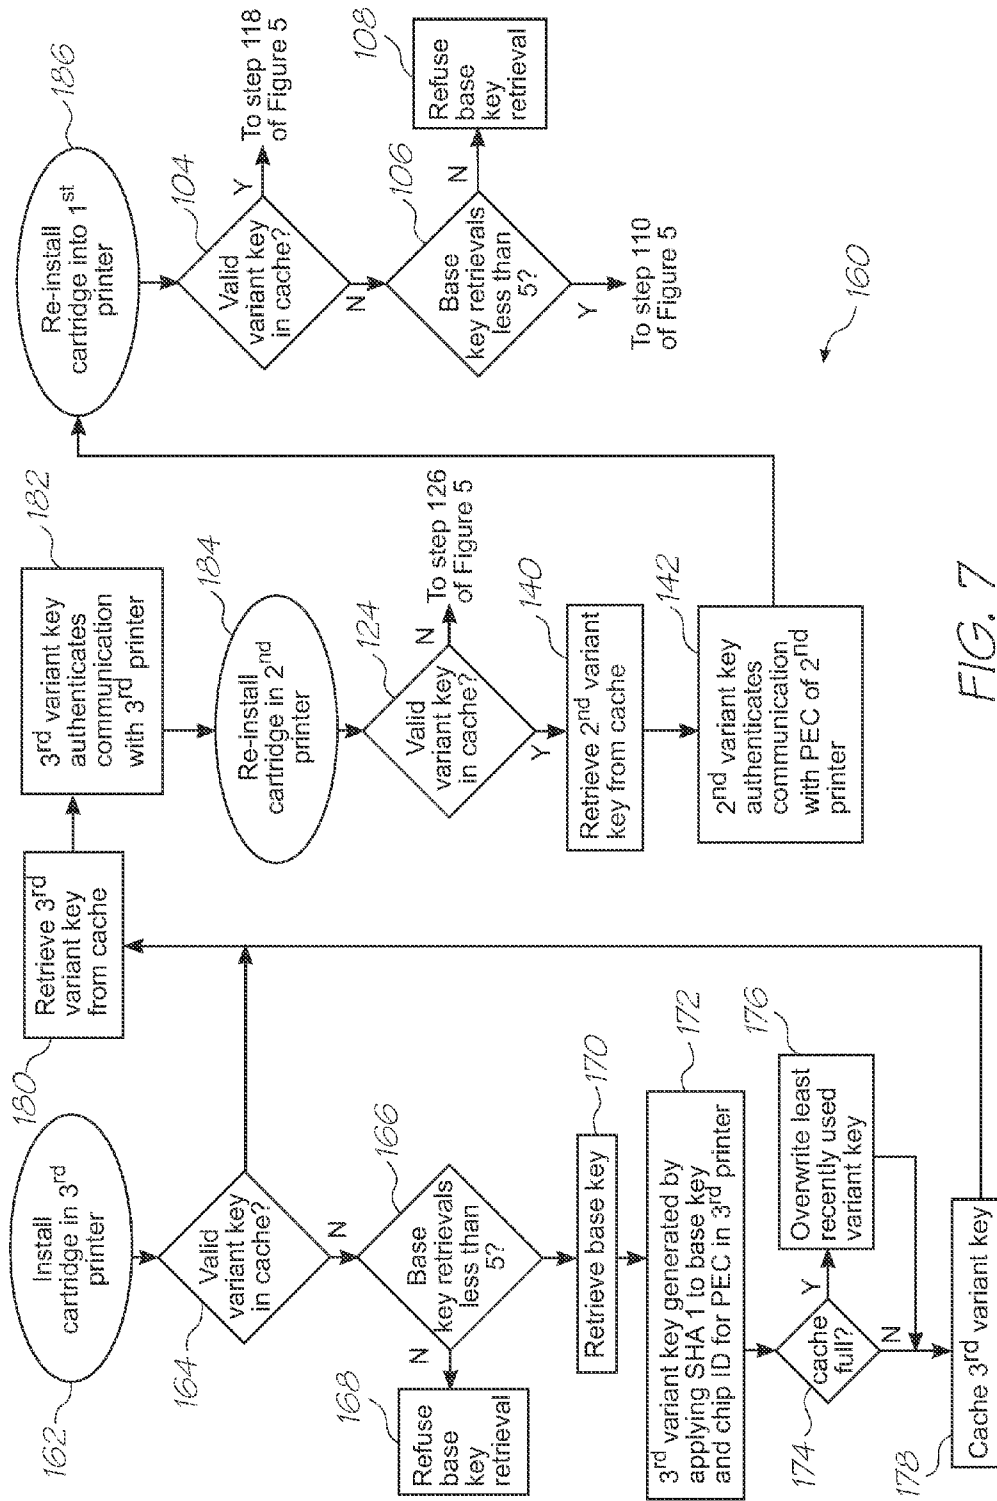 162
Install
cartridge in 3rd
printer
164
Valid
variant key
in cache?
N
166
Base
key retrievals
less than
5?
N
168
Refuse
base
key
retrieval
170
Retrieve base key
172
3rd variant key generated by
applying SHA 1 to base key
and chip ID for PEC in 3rd printer
174
cache
full?
Y
N
176
Overwrite least
recently used
variant key
178
Cache 3rd variant key
180
Retrieve 3rd
variant key
from cache
182
3rd variant key
authenticates
communication
with 3rd printer
184
Re-install
cartridge in 2nd
printer
124
Valid
variant key
in cache?
N
To step 126
of Figure 5
Y
140
Retrieve 2nd variant
key from cache
142
2nd variant key
authenticates
communication
with PEC of 2nd
printer
186
Re-install
cartridge into 1st
printer
104
Valid
variant key
in cache?
Y
To step 118
of Figure 5
N
106
Base
key retrievals
less than
5?
N
108
Refuse
base
key
retrieval
Y
To step 110
of Figure 5
160
FIG. 7